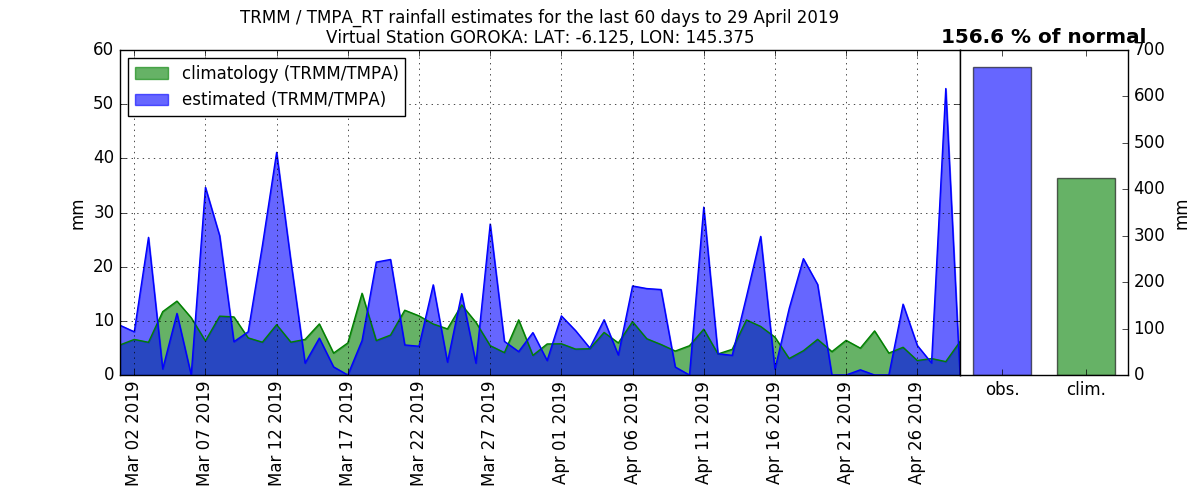 TRMM / TMPA_RT rainfall estimates for the last 60 days to 29 April 2019
Virtual Station GOROKA: LAT: -6.125, LON: 145.375
156.6 % of normal
climatology (TRMM/TMPA)
estimated (TRMM/TMPA)
60
50
40
30
20
10
0
mm
Mar 02 2019
Mar 07 2019
Mar 12 2019
Mar 17 2019
Mar 22 2019
Mar 27 2019
Apr 01 2019
Apr 06 2019
Apr 11 2019
Apr 16 2019
Apr 21 2019
Apr 26 2019
obs.
clim.
700
600
500
400
300
200
100
0
mm